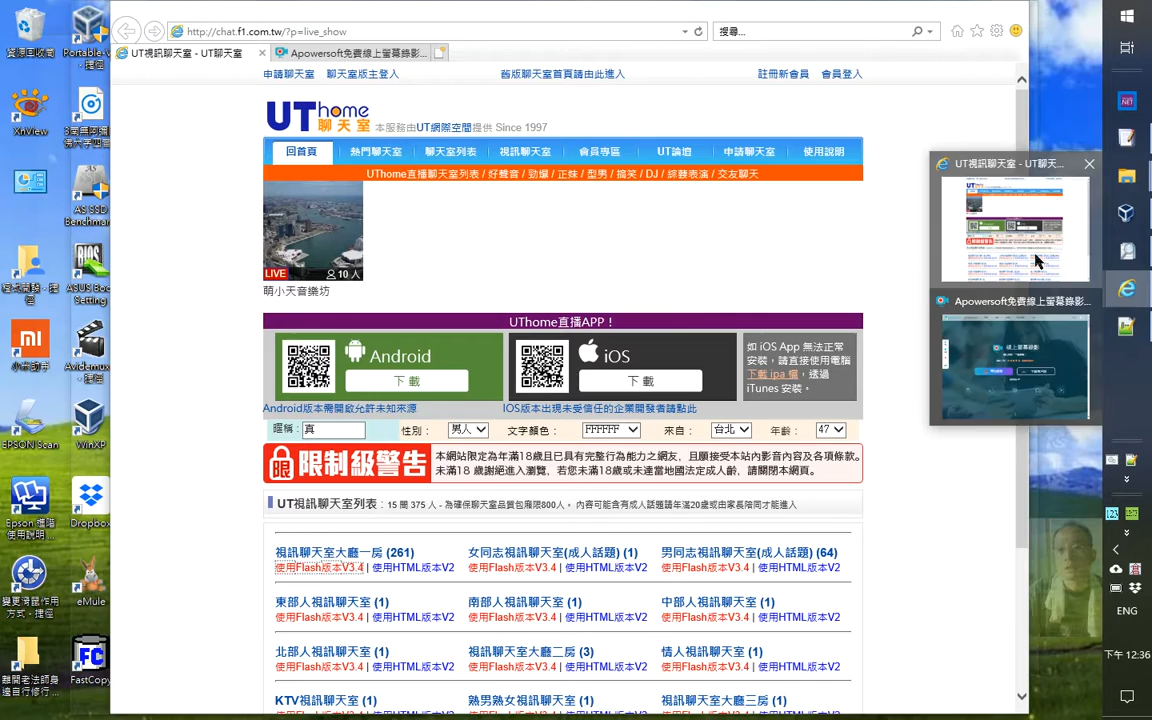 資源回收筒
Portable-V
- 捷徑
XnView
AS SSD
Benchmar...
ASUS Boo
Setting
小米助手
Avidemux
- 捷徑
EPSON Scan
WinXP
Epson 進階
使用說明...
Dropbox
變更滑鼠作用
方式 - 捷徑
eMule
FastCopy
http://chat.f1.com.tw/?p=live_show
搜尋...
UT視訊聊天室 - UT聊天室
Apowersoft免費線上螢幕錄影...
申請聊天室 聊天室版主登入
舊版聊天室首頁請由此進入
註冊新會員 會員登入
UThome
聊天室 本服務由UT網際空間提供 Since 1997
回首頁 熱門聊天室 聊天室列表 視訊聊天室 會員專區 UT論壇 申請聊天室 使用說明
UThome直播聊天室列表 / 好聲音 / 勁爆 / 正妹 / 型男 / 搞笑 / DJ / 綜藝表演 / 交友聊天
LIVE 10 人
萌小天音樂坊
UThome直播APP！
Android
下 載
iOS
下 載
如 iOS App 無法正常
安裝，請直接使用電腦
下載 ipa 檔，透過
iTunes 安裝。
Android版本需開啟允許未知來源
IOS版本出現未受信任的企業開發者請點此
暱稱： 真 性別： 男人 文字顏色： FFFFFF 來自： 台北 年齡： 47
限 限制級警告
本網站限定為年滿18歲且已具有完整行為能力之網友，且願接受本站內影音內容及各項條款。
未滿18 歲謝絕進入瀏覽，若您未滿18歲或未達當地國法定成人齡，請關閉本網頁。
UT視訊聊天室列表：15 間 375 人 - 為確保聊天室品質包廂限800人。 內容可能含有成人話題請年滿20歲或由家長陪同才能進入
視訊聊天室大廳一房 (261) 女同志視訊聊天室(成人話題) (1) 男同志視訊聊天室(成人話題) (64)
使用Flash版本V3.4 | 使用HTML版本V2 使用Flash版本V3.4 | 使用HTML版本V2 使用Flash版本V3.4 | 使用HTML版本V2
東部人視訊聊天室 (1) 南部人視訊聊天室 (1) 中部人視訊聊天室 (1)
使用Flash版本V3.4 | 使用HTML版本V2 使用Flash版本V3.4 | 使用HTML版本V2 使用Flash版本V3.4 | 使用HTML版本V2
北部人視訊聊天室 (1) 視訊聊天室大廳二房 (3) 情人視訊聊天室 (1)
使用Flash版本V3.4 | 使用HTML版本V2 使用Flash版本V3.4 | 使用HTML版本V2 使用Flash版本V3.4 | 使用HTML版本V2
KTV視訊聊天室 (1) 熟男熟女視訊聊天室 (1) 視訊聊天室大廳三房 (1)
UT視訊聊天室 - UT聊天...
Apowersoft免費線上螢幕錄影...
ENG
下午 12:36